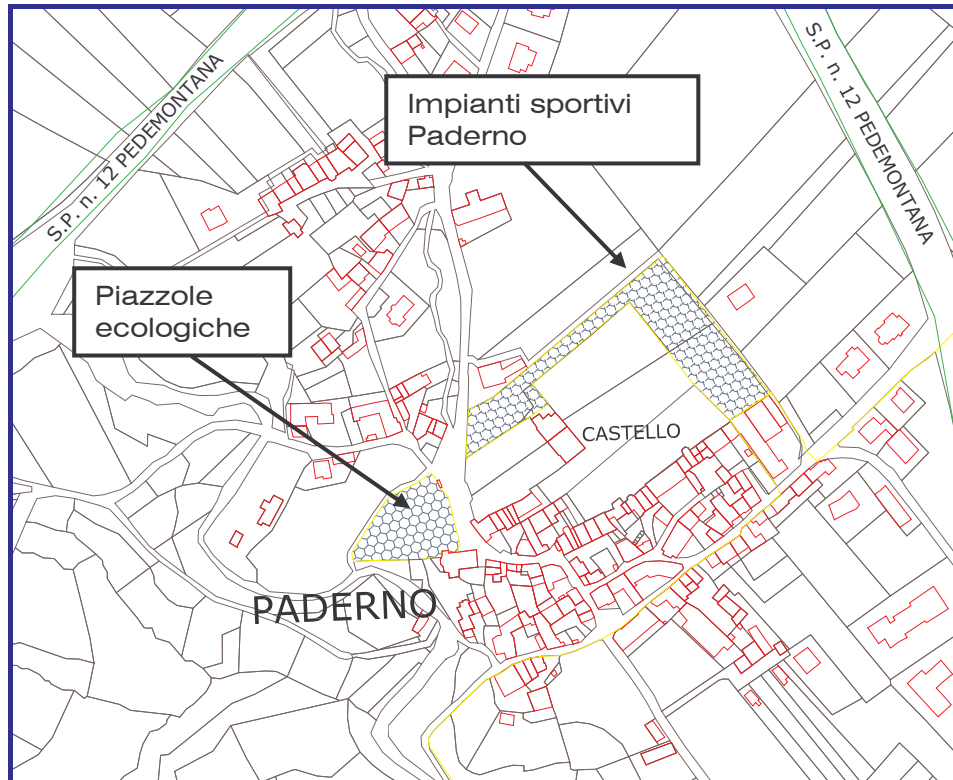 S.P. n. 12 PEDEMONTANA
Impianti sportivi
Paderno
S.P. n. 12 PEDEMONTANA
Piazzole
ecologiche
CASTELLO
PADERNO